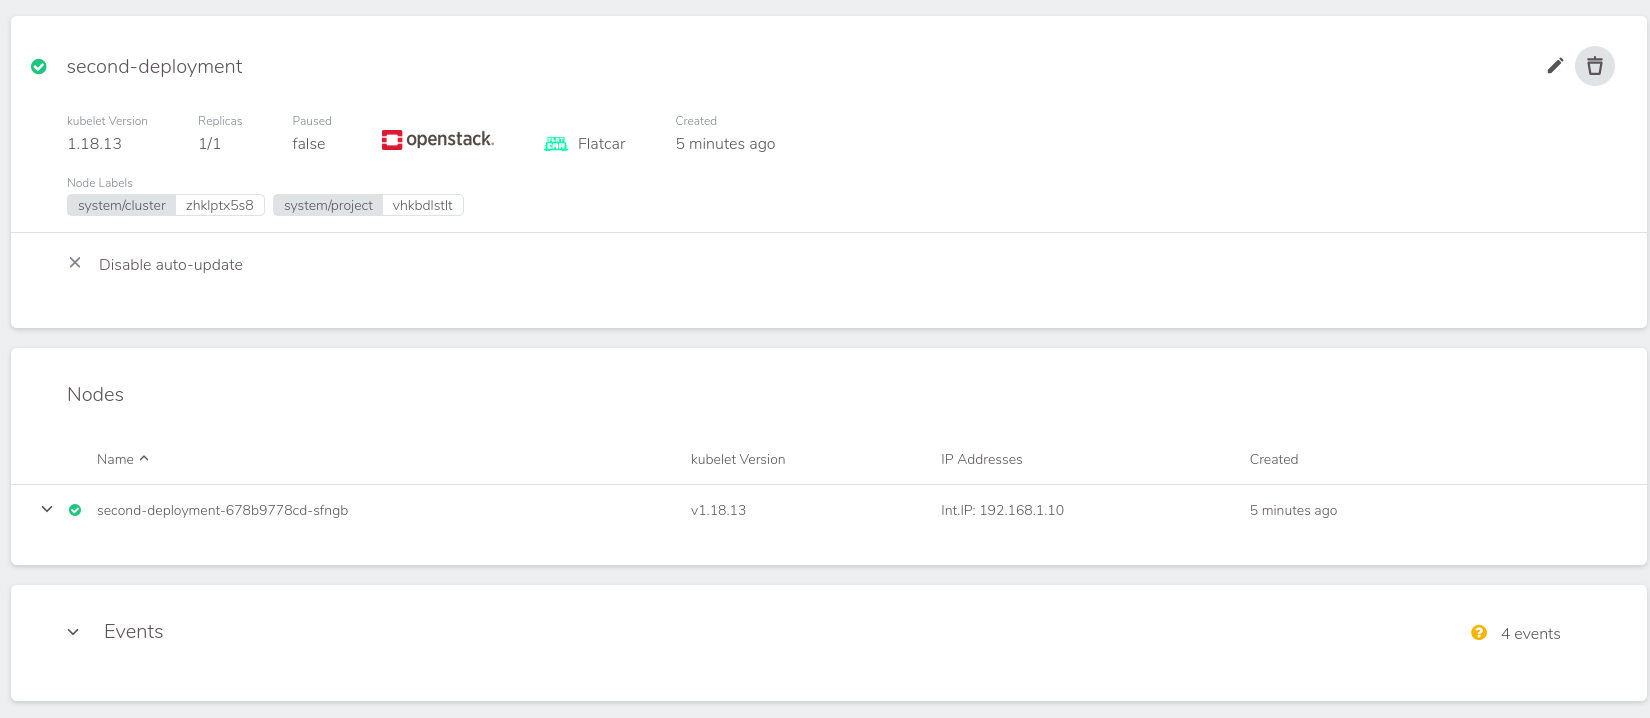 second-deployment
kubelet Version Replicas Paused Created
1.18.13 1/1 false openstack. Flatcar 5 minutes ago
Node Labels
system/cluster zhklptx5s8 system/project vhkbdlstlt
Disable auto-update
Nodes
Name kubelet Version IP Addresses Created
second-deployment-678b9778cd-sfngb v1.18.13 Int.IP: 192.168.1.10 5 minutes ago
Events 4 events